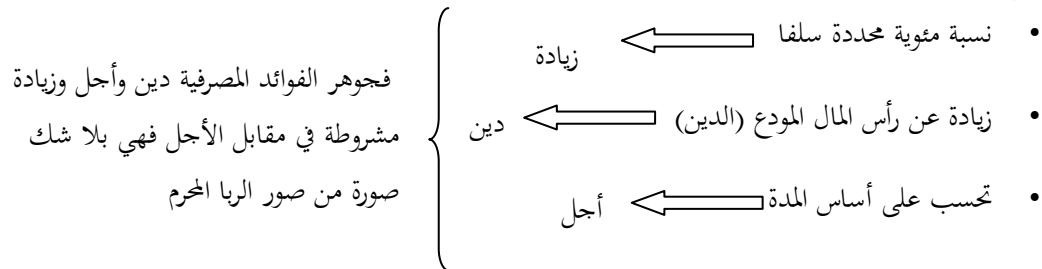 • نسبة مئوية محددة سلفا
زيادة
• زيادة عن رأس المال المودع (الدين)
دين
• تحسب على أساس المدة
أجل
فجوهر الفوائد المصرفية دين وأجل وزيادة
مشروطة في مقابل الأجل فهي بلا شك
صورة من صور الربا المحرم